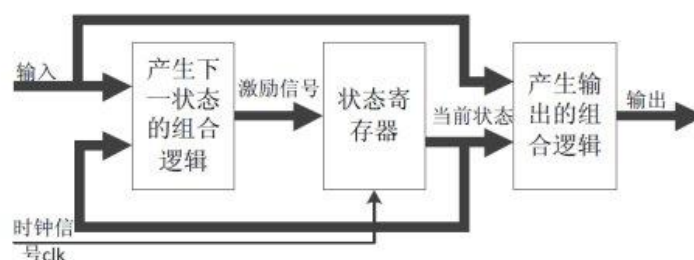 输入
产生下
一状态
的组合
逻辑
激励信号
状态寄
存器
当前状态
产生输
出的组
合逻辑
输出
时钟信
号clk